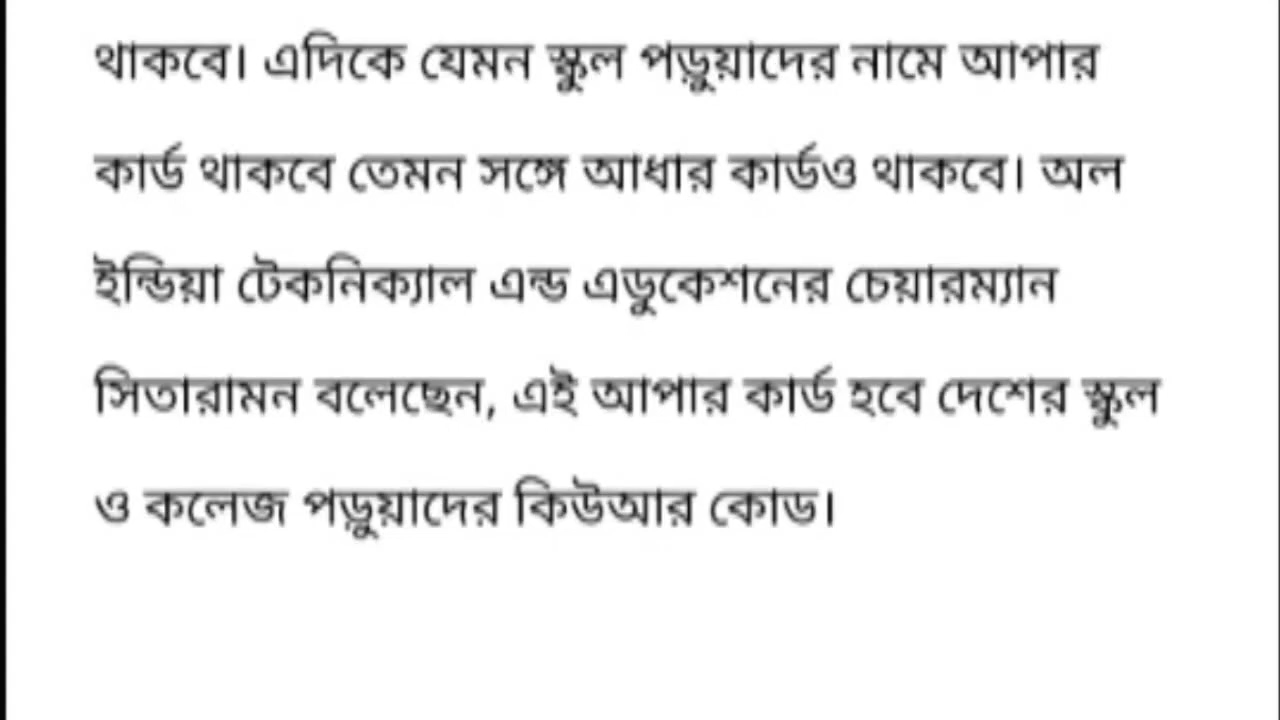 থাকবে। এদিকে যেমন স্কুল পড়ুয়াদের নামে আপার
কার্ড থাকবে তেমন সঙ্গে আধার কার্ডও থাকবে। অল
ইন্ডিয়া টেকনিক্যাল এন্ড এডুকেশনের চেয়ারম্যান
সিতারামন বলেছেন, এই আপার কার্ড হবে দেশের স্কুল
ও কলেজ পড়ুয়াদের কিউআর কোড।